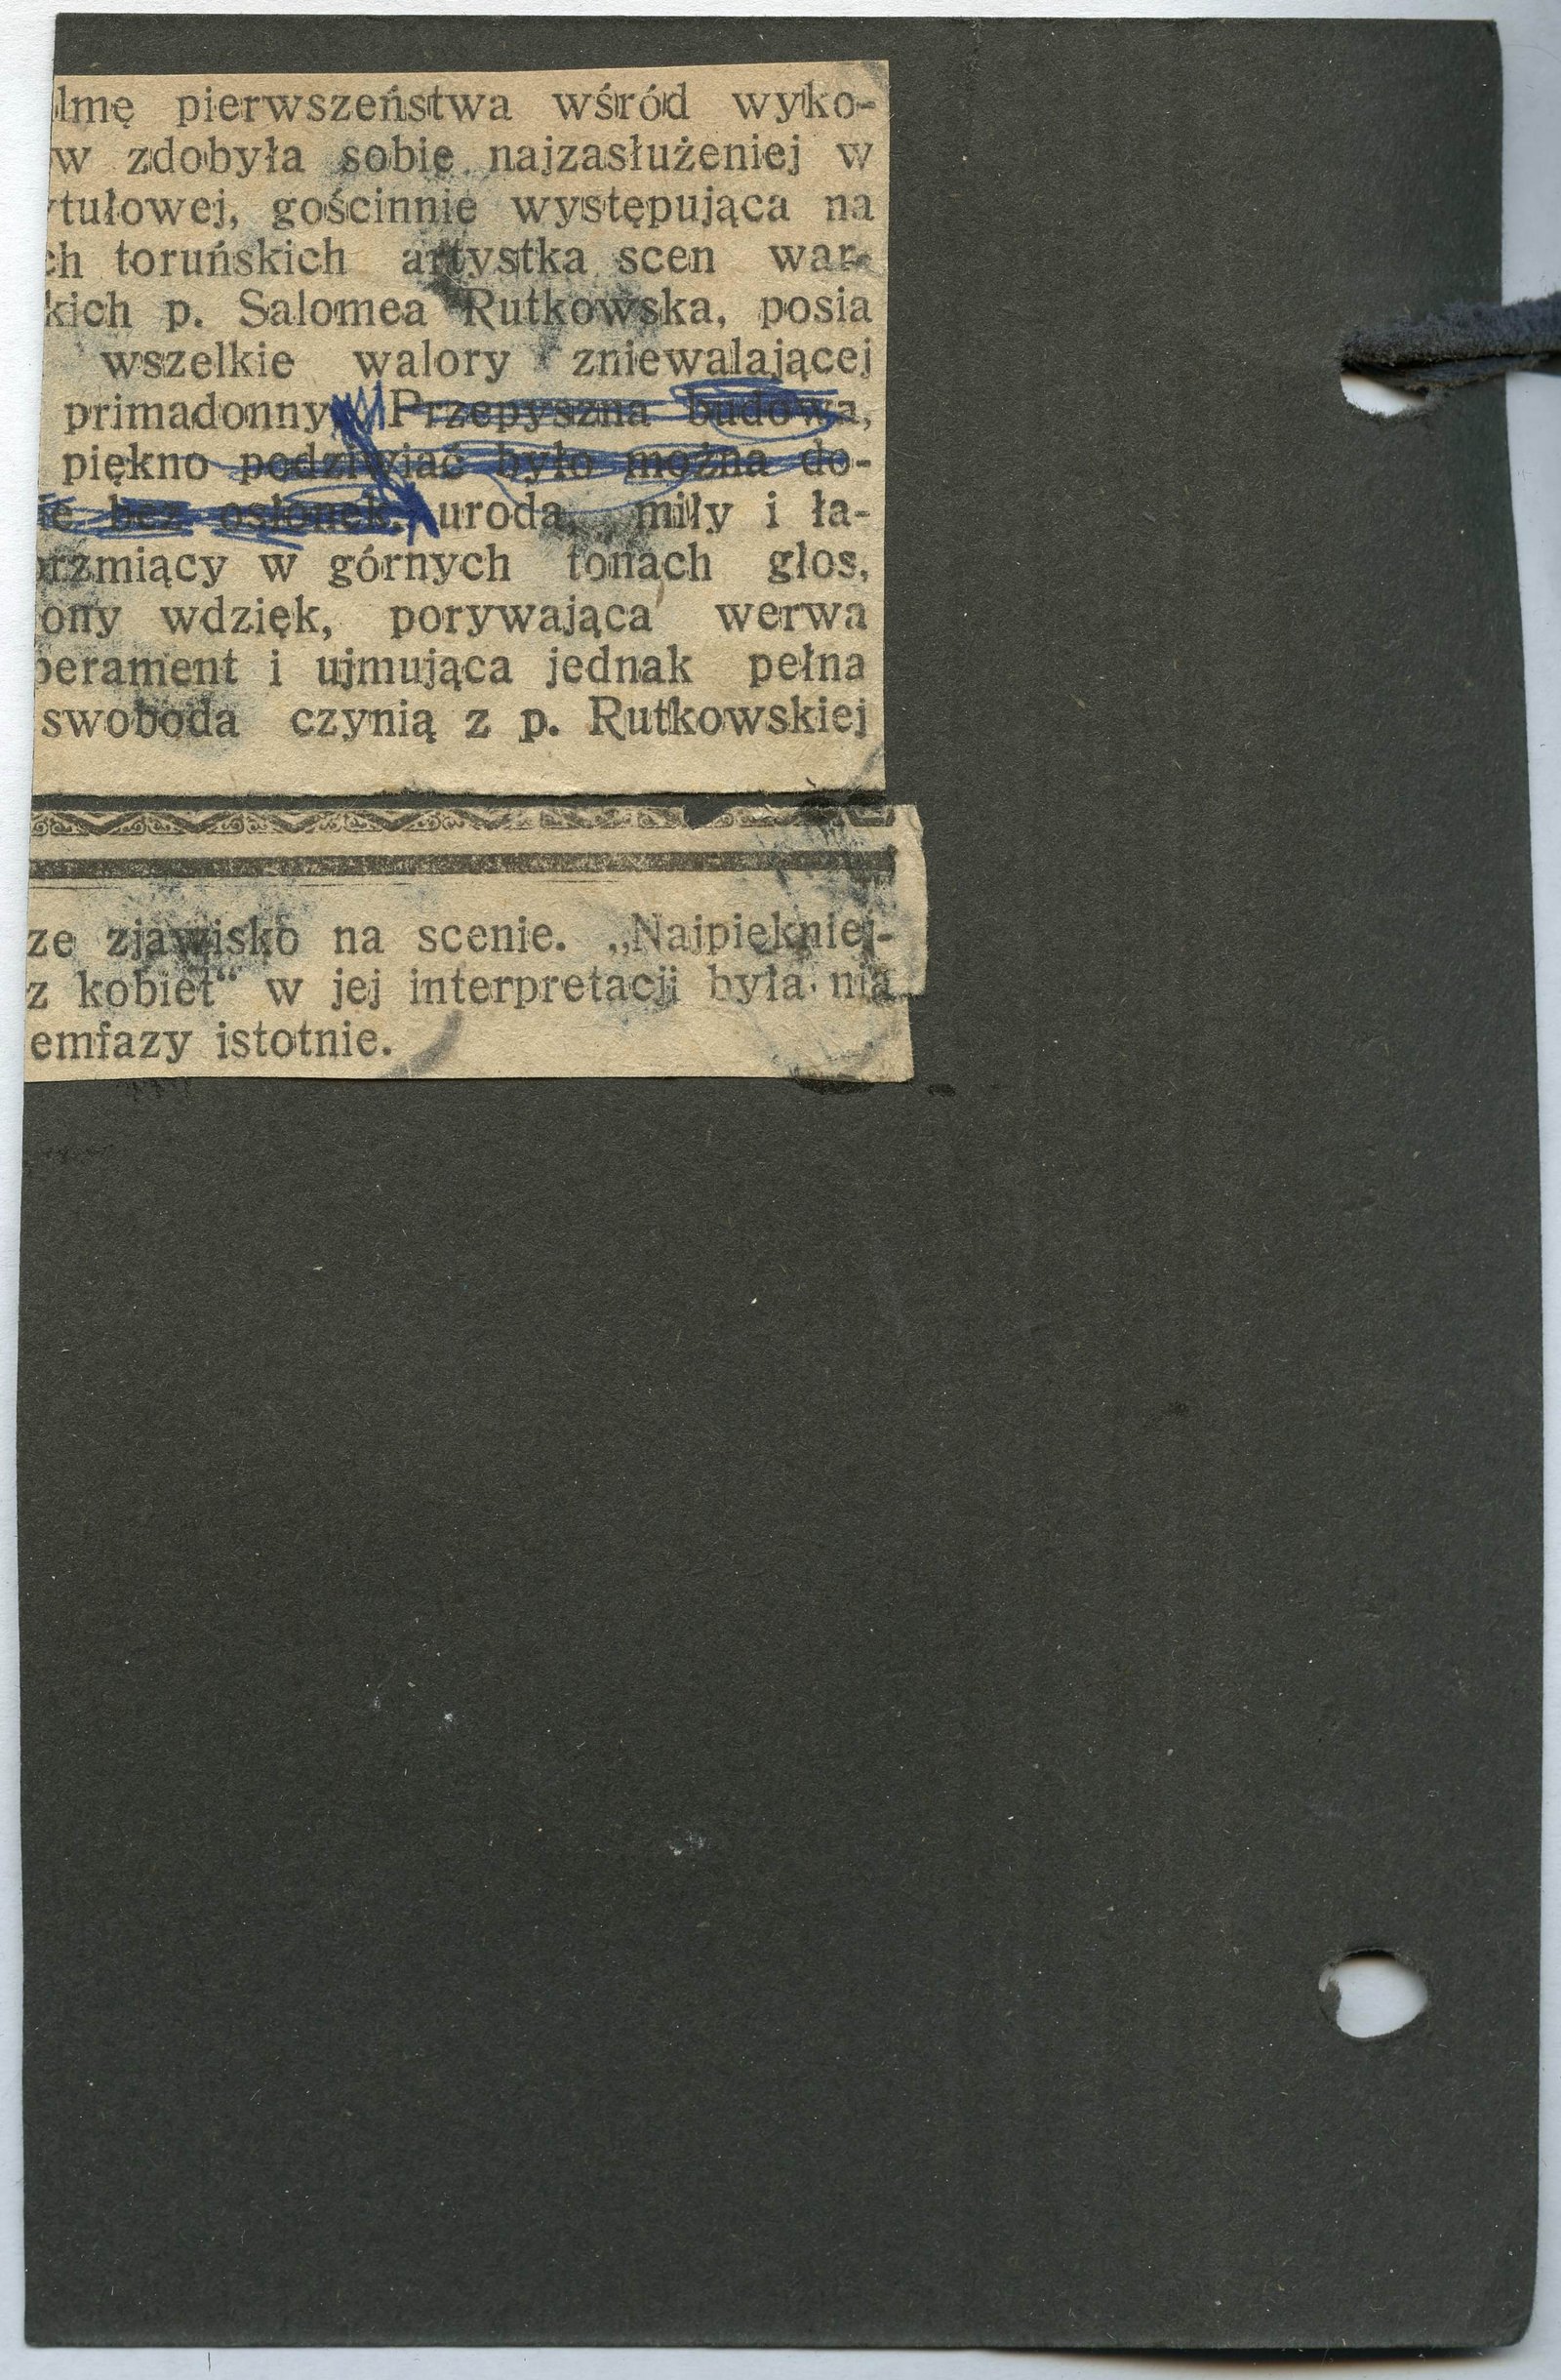 lmę pierwszeństwa wśród wyko-
w zdobyła sobie najzasłużeniej w
tułowej, gościnnie występująca na
ch toruńskich artystka scen war-
kich p. Salomea Rutkowska, posia
wszelkie walory zniewalającej
primadonny Przepyszna budowa,
piękno podziwiać było można do-
ie bez osłonek, uroda, miły i ła-
rzmiący w górnych tonach głos,
ony wdzięk, porywająca werwa
perament i ujmująca jednak pełna
swoboda czynią z p. Rutkowskiej
ze zjawisko na scenie. „Najpiękniej-
z kobiet“ w jej interpretacji była nią
emfazy istotnie.